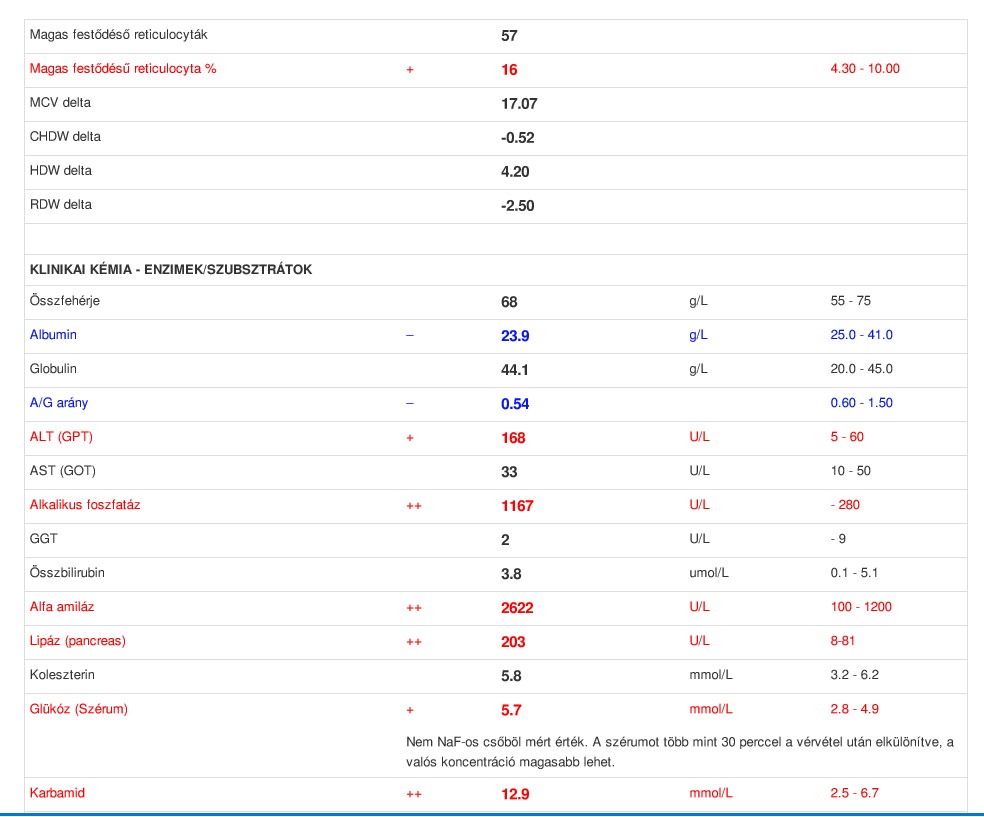 Magas festődéső reticulocyták 57
Magas festődésű reticulocyta % + 16 4.30 - 10.00
MCV delta 17.07
CHDW delta -0.52
HDW delta 4.20
RDW delta -2.50
KLINIKAI KÉMIA - ENZIMEK/SZUBSZTRÁTOK
Összfehérje 68 g/L 55 - 75
Albumin – 23.9 g/L 25.0 - 41.0
Globulin 44.1 g/L 20.0 - 45.0
A/G arány – 0.54 0.60 - 1.50
ALT (GPT) + 168 U/L 5 - 60
AST (GOT) 33 U/L 10 - 50
Alkalikus foszfatáz ++ 1167 U/L - 280
GGT 2 U/L - 9
Összbilirubin 3.8 umol/L 0.1 - 5.1
Alfa amiláz ++ 2622 U/L 100 - 1200
Lipáz (pancreas) ++ 203 U/L 8-81
Koleszterin 5.8 mmol/L 3.2 - 6.2
Glükóz (Szérum) + 5.7 mmol/L 2.8 - 4.9
Nem NaF-os csőböl mért érték. A szérumot több mint 30 perccel a vérvétel után elkülönítve, a
valós koncentráció magasabb lehet.
Karbamid ++ 12.9 mmol/L 2.5 - 6.7